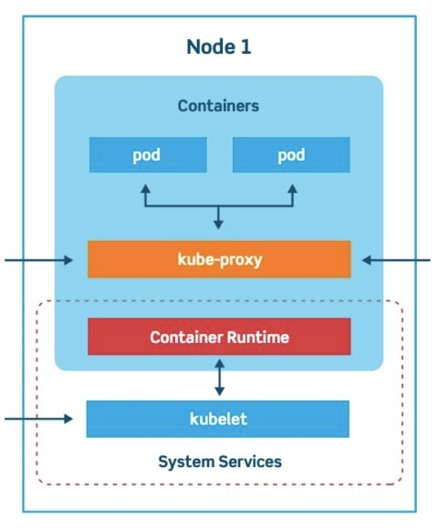 Node 1
Containers
pod
pod
kube-proxy
Container Runtime
kubelet
System Services